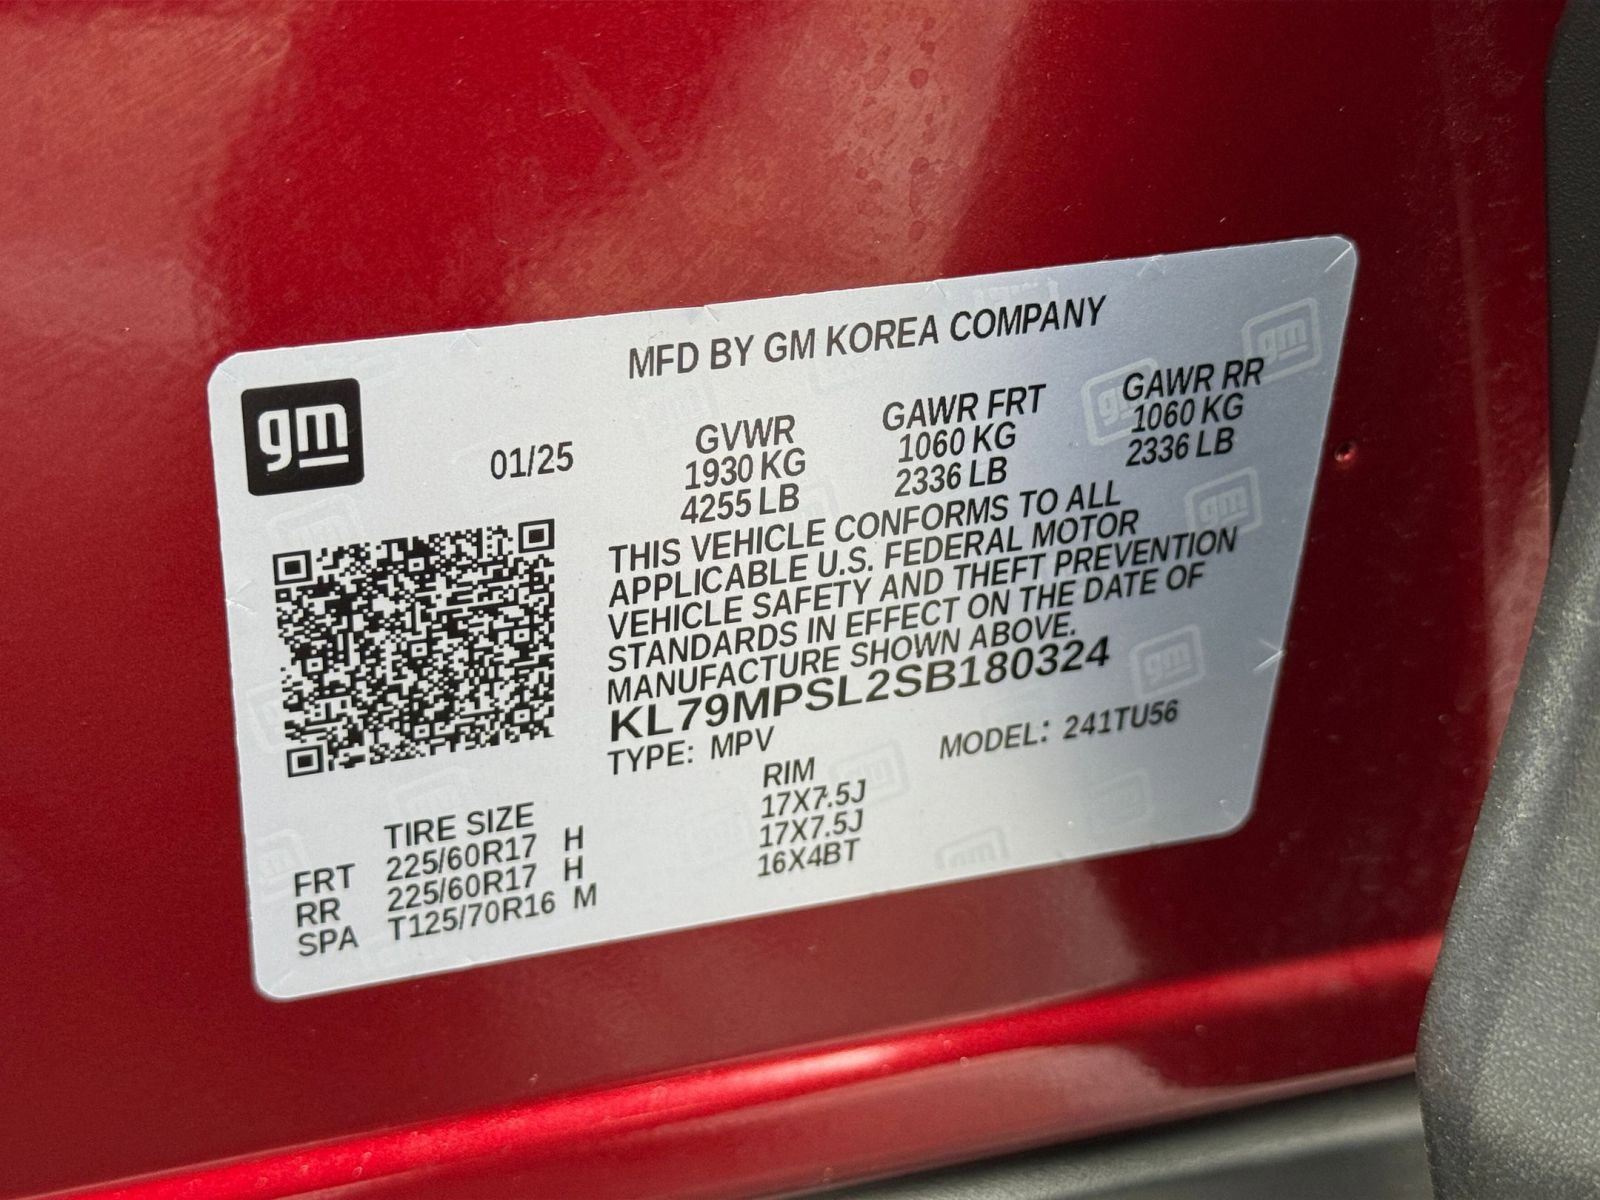 MFD BY GM KOREA COMPANY
gm
01/25
GVWR GAWR FRT GAWR RR
1930 KG 1060 KG 1060 KG
4255 LB 2336 LB 2336 LB
THIS VEHICLE CONFORMS TO ALL
APPLICABLE U.S. FEDERAL MOTOR
VEHICLE SAFETY AND THEFT PREVENTION
STANDARDS IN EFFECT ON THE DATE OF
MANUFACTURE SHOWN ABOVE.
KL79MPSL2SB180324
TYPE: MPV MODEL: 241TU56
TIRE SIZE RIM
FRT 225/60R17 H 17X7.5J
RR 225/60R17 H 17X7.5J
SPA T125/70R16 M 16X4BT